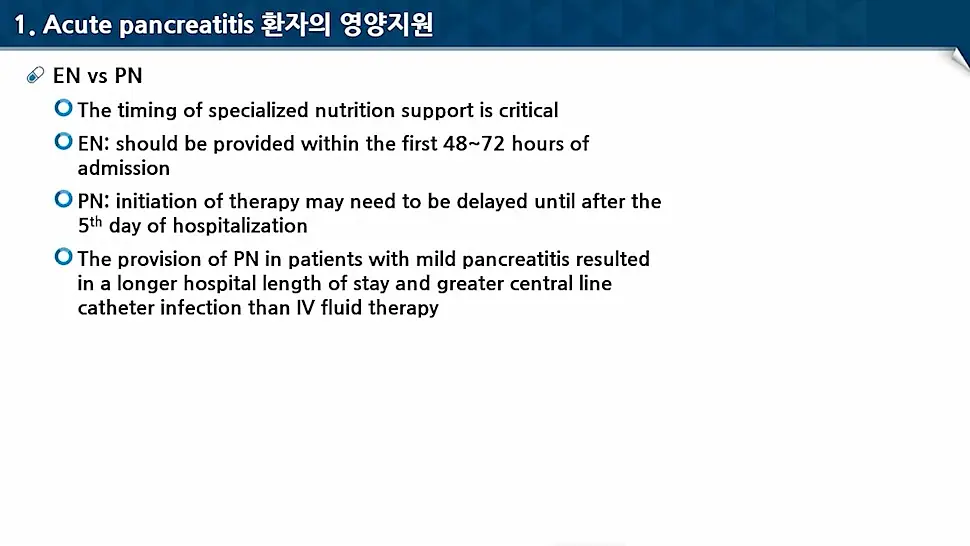 1. Acute pancreatitis 환자의 영양지원
EN vs PN
The timing of specialized nutrition support is critical
EN: should be provided within the first 48~72 hours of
admission
PN: initiation of therapy may need to be delayed until after the
5th day of hospitalization
The provision of PN in patients with mild pancreatitis resulted
in a longer hospital length of stay and greater central line
catheter infection than IV fluid therapy